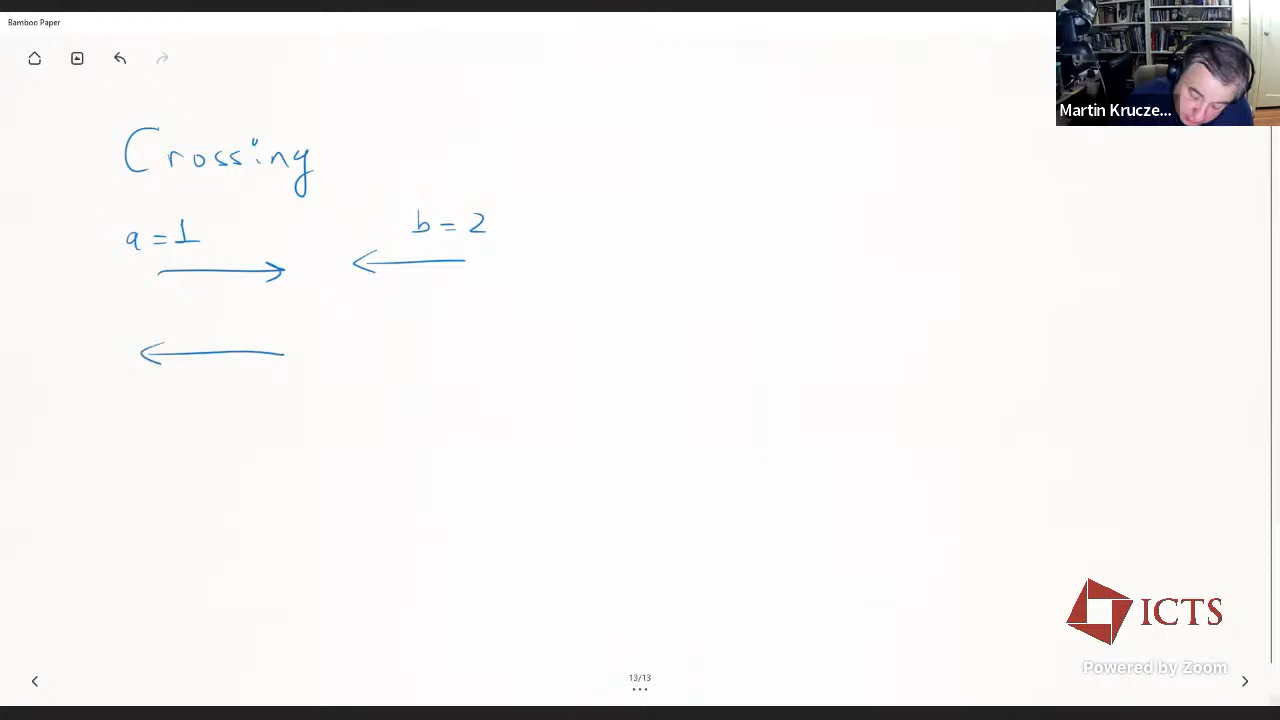 Bamboo Paper
Martin Krucze...
Crossing
a = 1
b = 2
ICTS
Powered by Zoom
13/13